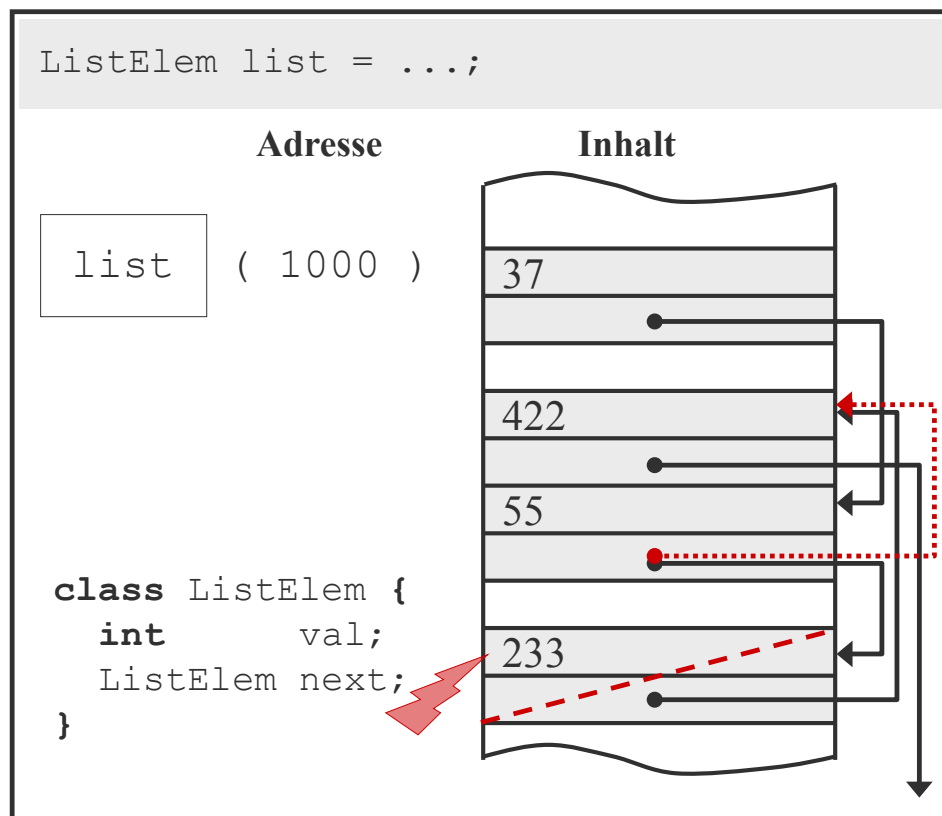 ListElem list = ...;
Adresse Inhalt
list ( 1000 ) 37
422
55
class ListElem {
int val;
233
ListElem next;
}